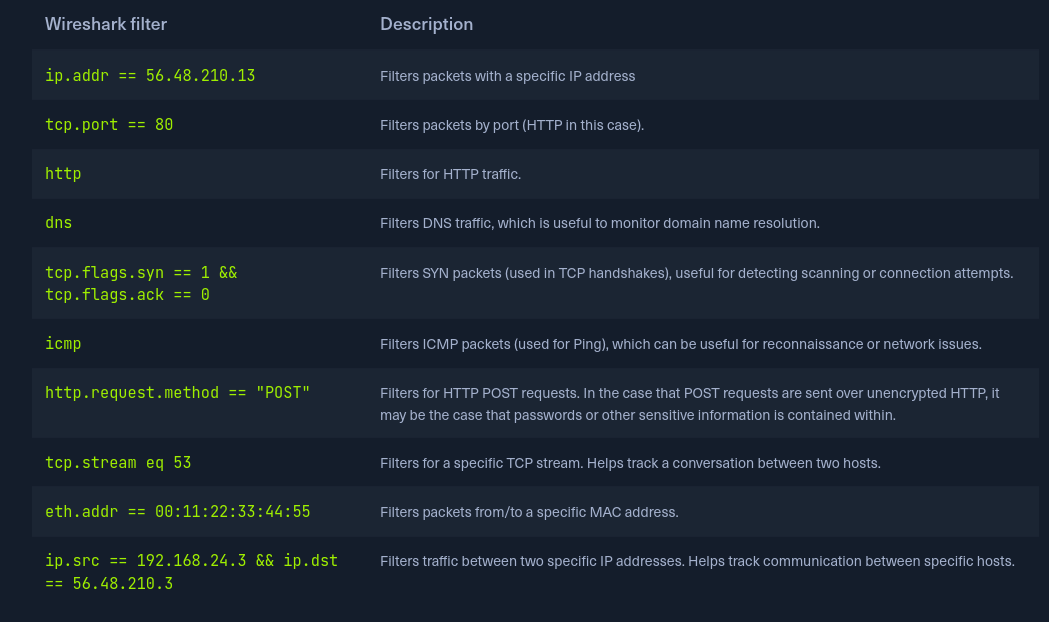 Wireshark filter Description
ip.addr == 56.48.210.13 Filters packets with a specific IP address
tcp.port == 80 Filters packets by port (HTTP in this case).
http Filters for HTTP traffic.
dns Filters DNS traffic, which is useful to monitor domain name resolution.
tcp.flags.syn == 1 && Filters SYN packets (used in TCP handshakes), useful for detecting scanning or connection attempts.
tcp.flags.ack == 0
icmp Filters ICMP packets (used for Ping), which can be useful for reconnaissance or network issues.
http.request.method == "POST" Filters for HTTP POST requests. In the case that POST requests are sent over unencrypted HTTP, it
may be the case that passwords or other sensitive information is contained within.
tcp.stream eq 53 Filters for a specific TCP stream. Helps track a conversation between two hosts.
eth.addr == 00:11:22:33:44:55 Filters packets from/to a specific MAC address.
ip.src == 192.168.24.3 && ip.dst Filters traffic between two specific IP addresses. Helps track communication between specific hosts.
== 56.48.210.3